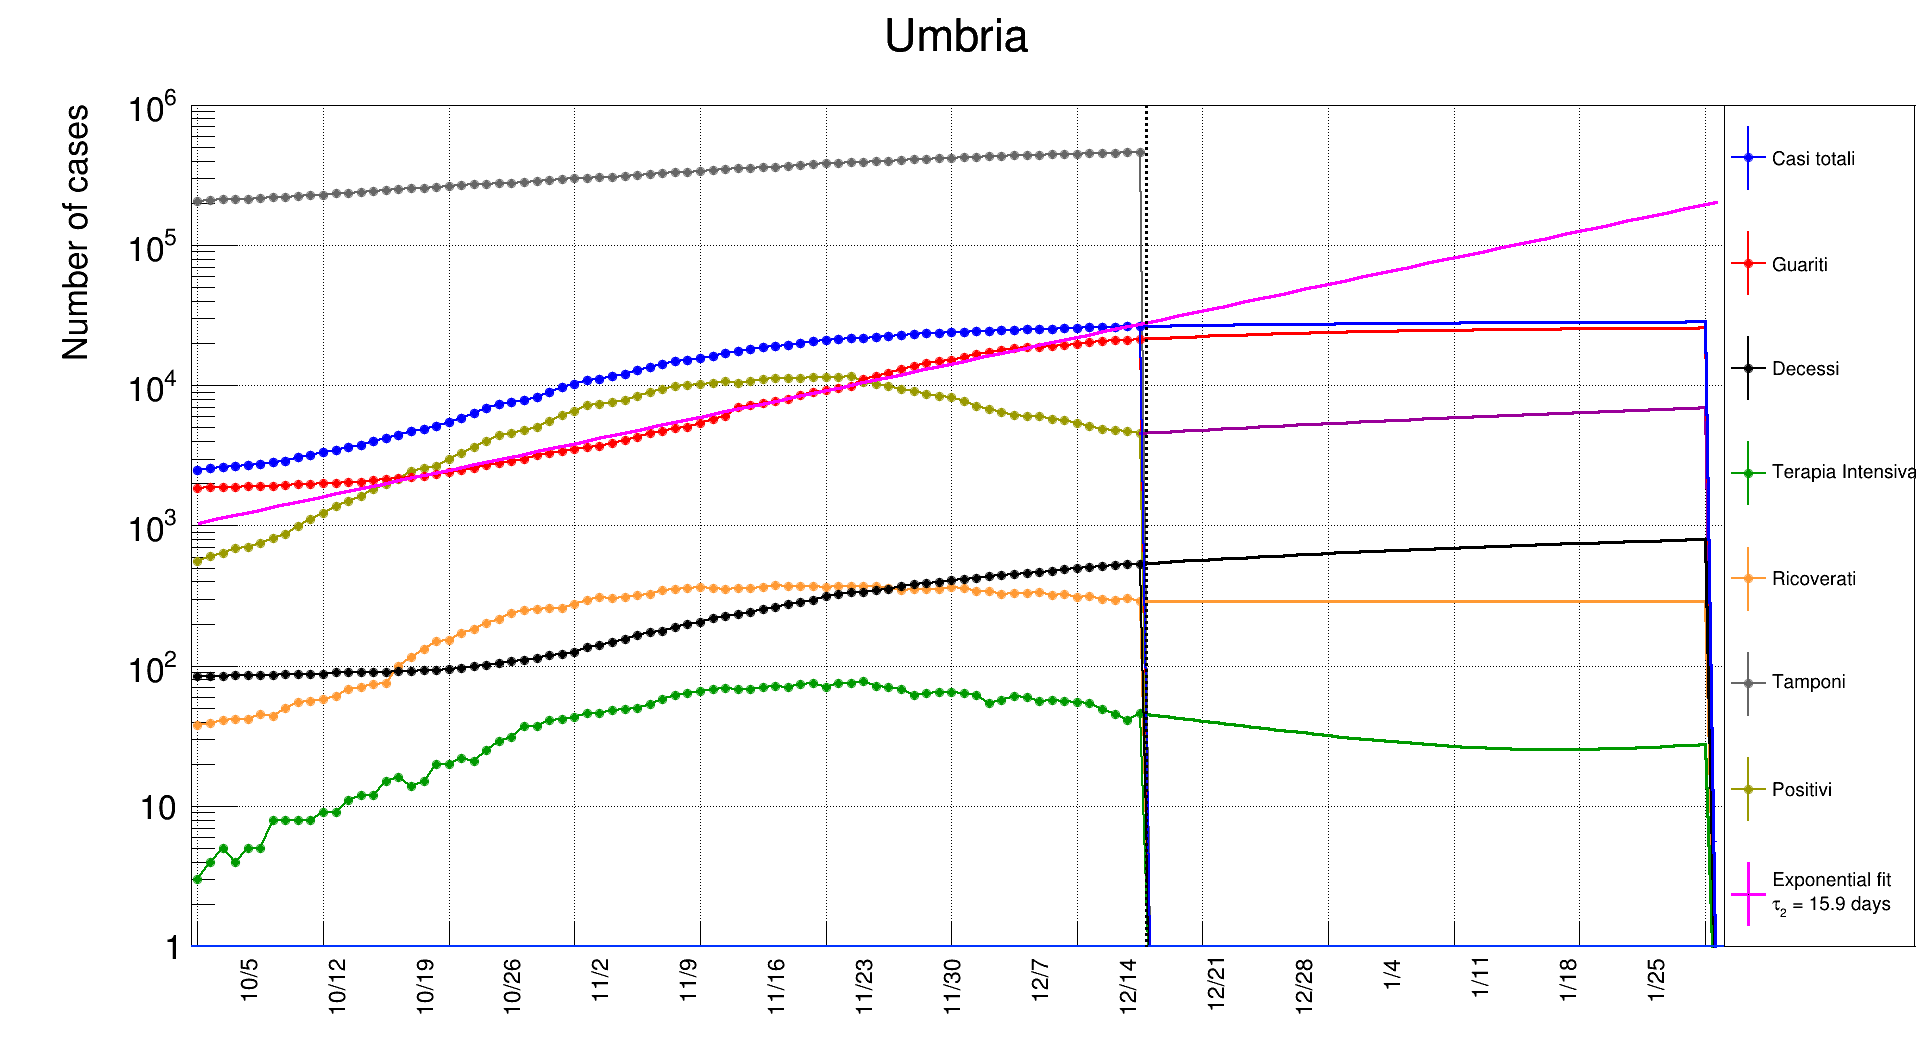 Umbria
Number of cases
10^6
10^5
10^4
10^3
10^2
10
1
10/5
10/12
10/19
10/26
11/2
11/9
11/16
11/23
11/30
12/7
12/14
12/21
12/28
1/4
1/11
1/18
1/25
Casi totali
Guariti
Decessi
Terapia Intensiva
Ricoverati
Tamponi
Positivi
Exponential fit
τ_2 = 15.9 days